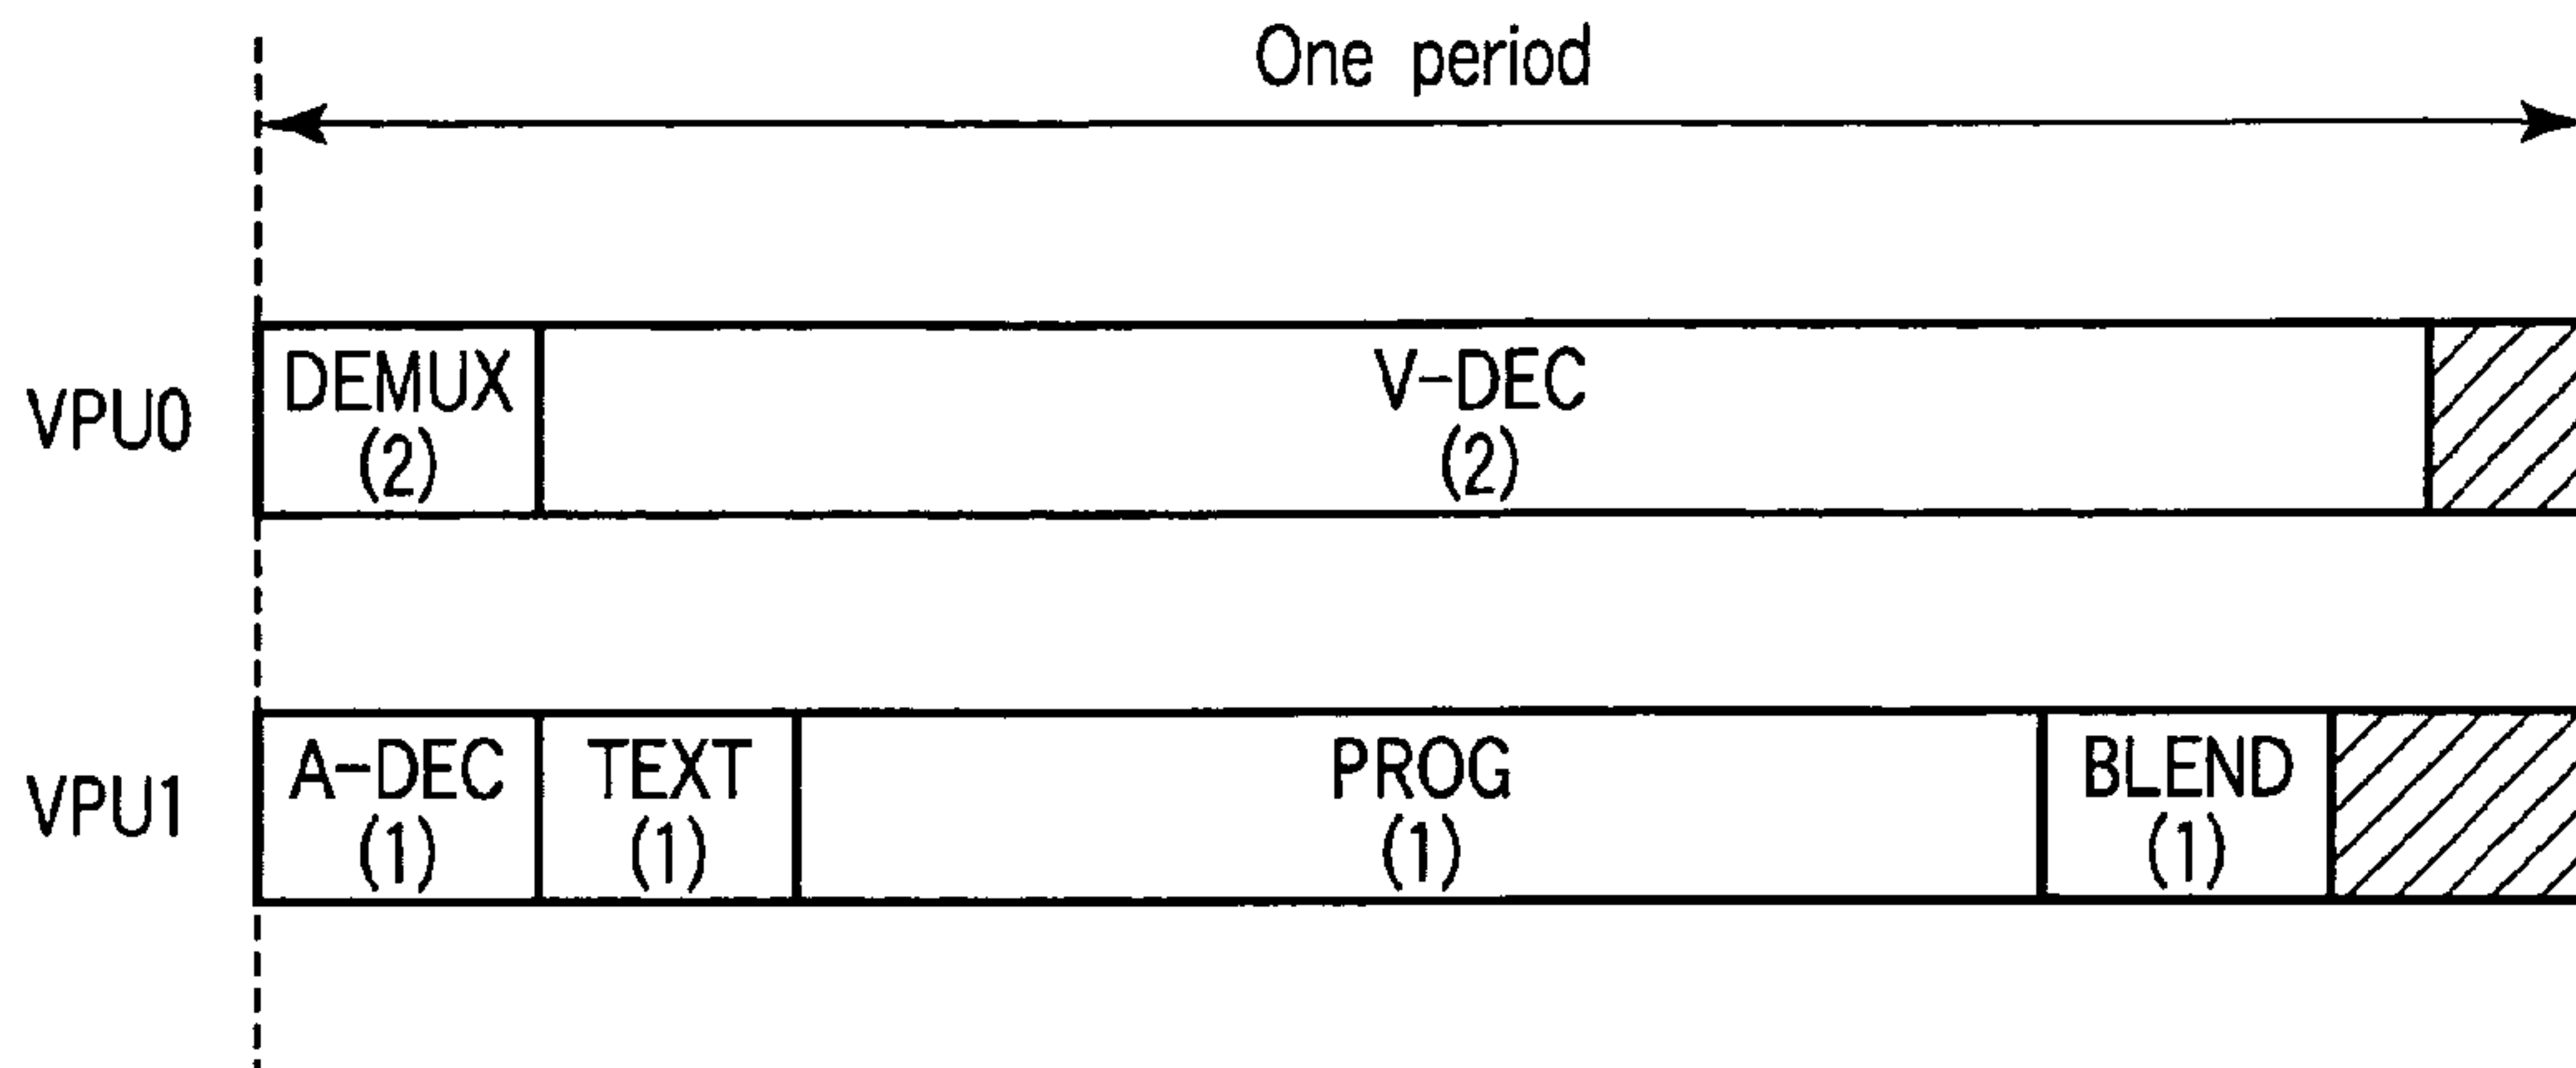 One period
VPU0
DEMUX
(2)
V-DEC
(2)
VPU1
A-DEC
(1)
TEXT
(1)
PROG
(1)
BLEND
(1)